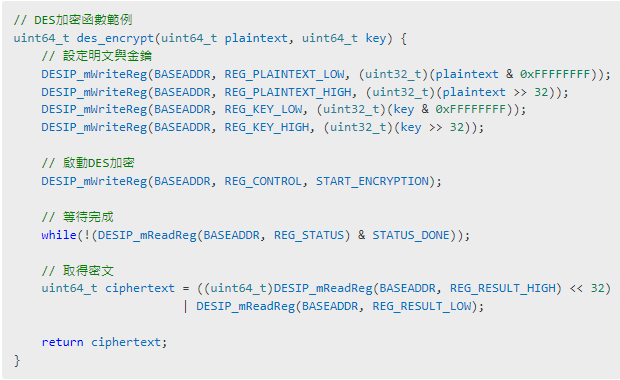 // DES加密函數範例
uint64_t des_encrypt(uint64_t plaintext, uint64_t key) {
    // 設定明文與金鑰
    DESIP_mWriteReg(BASEADDR, REG_PLAINTEXT_LOW, (uint32_t)(plaintext & 0xFFFFFFFF));
    DESIP_mWriteReg(BASEADDR, REG_PLAINTEXT_HIGH, (uint32_t)(plaintext >> 32));
    DESIP_mWriteReg(BASEADDR, REG_KEY_LOW, (uint32_t)(key & 0xFFFFFFFF));
    DESIP_mWriteReg(BASEADDR, REG_KEY_HIGH, (uint32_t)(key >> 32));

    // 啟動DES加密
    DESIP_mWriteReg(BASEADDR, REG_CONTROL, START_ENCRYPTION);

    // 等待完成
    while(!(DESIP_mReadReg(BASEADDR, REG_STATUS) & STATUS_DONE));

    // 取得密文
    uint64_t ciphertext = ((uint64_t)DESIP_mReadReg(BASEADDR, REG_RESULT_HIGH) << 32)
                        | DESIP_mReadReg(BASEADDR, REG_RESULT_LOW);

    return ciphertext;
}